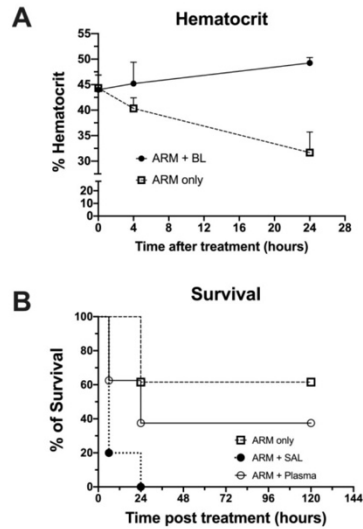 A
Hematocrit
% Hematocrit
55
50
45
40
35
30
20
10
0
ARM + BL
ARM only
0 4 8 12 16 20 24 28
Time after treatment (hours)
B
Survival
% of Survival
100
80
60
40
20
0
ARM only
ARM + SAL
ARM + Plasma
0 24 48 72 96 120 144
Time post treatment (hours)